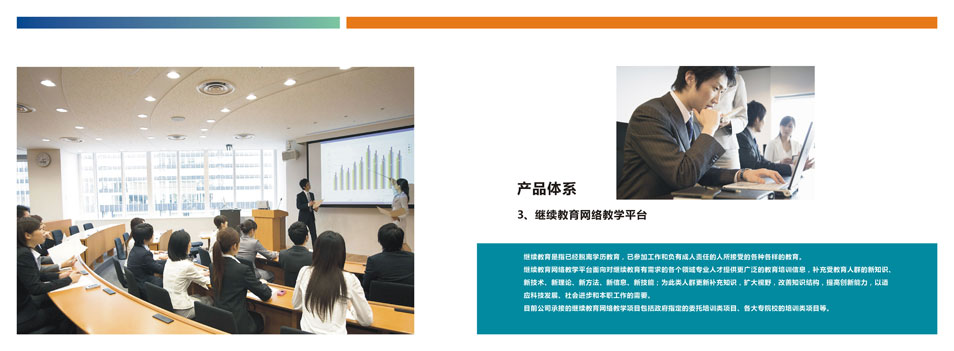 产品体系
3、继续教育网络教学平台
继续教育是指已经脱离学历教育，已参加工作和负有成人责任的人所接受的各种各样的教育。
继续教育网络教学平台面向对继续教育有需求的各个领域专业人才提供更广泛的教育培训信息，补充受教育人群的新知识、
新技术、新理论、新方法、新信息、新技能；为此类人群更新补充知识，扩大视野，改善知识结构，提高创新能力，以适
应科技发展、社会进步和本职工作的需要。
目前公司承接的继续教育网络教学项目包括政府指定的委托培训类项目、各大专院校的培训类项目等。